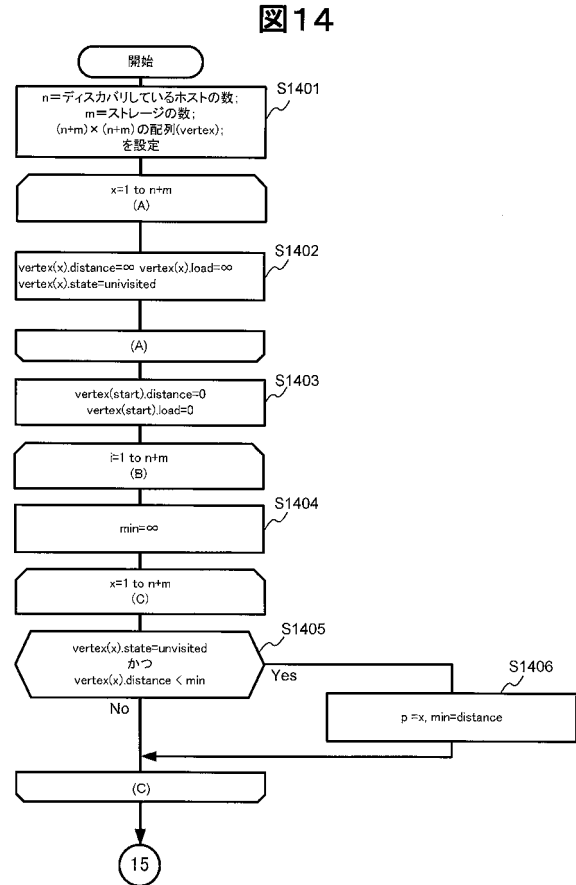 図14
開始
n=ディスカバリしているホストの数;
m=ストレージの数;
(n+m)×(n+m)の配列(vertex);
を設定
S1401
x=1 to n+m
(A)
S1402
vertex(x).distance=∞ vertex(x).load=∞
vertex(x).state=univisited
(A)
S1403
vertex(start).distance=0
vertex(start).load=0
i=1 to n+m
(B)
S1404
min=∞
x=1 to n+m
(C)
S1405
vertex(x).state=unvisited
かつ
vertex(x).distance < min
Yes
No
S1406
p =x, min=distance
(C)
15